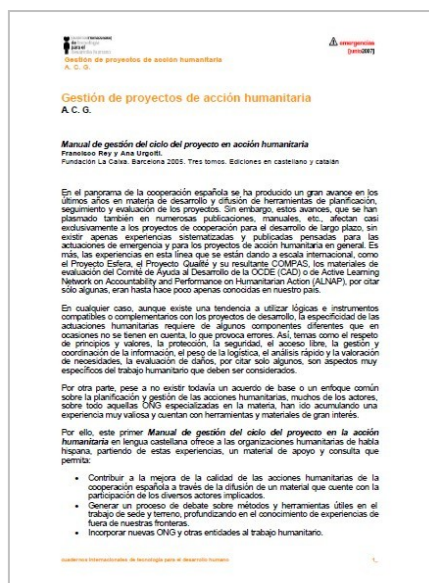 cuadernos internacionales
de tecnología
para el
desarrollo humano
emergencias
[junio2007]
Gestión de proyectos de acción humanitaria
A. C. G.
Gestión de proyectos de acción humanitaria
A. C. G.
Manual de gestión del ciclo del proyecto en acción humanitaria
Francisco Rey y Ana Urgoiti.
Fundación La Caixa. Barcelona 2005. Tres tomos. Ediciones en castellano y catalán
En el panorama de la cooperación española se ha producido un gran avance en los
últimos años en materia de desarrollo y difusión de herramientas de planificación,
seguimiento y evaluación de los proyectos. Sin embargo, estos avances, que se han
plasmado también en numerosas publicaciones, manuales, etc., afectan casi
exclusivamente a los proyectos de cooperación para el desarrollo de largo plazo, sin
existir apenas experiencias sistematizadas y publicadas pensadas para las
actuaciones de emergencia y para los proyectos de acción humanitaria en general. Es
más, las experiencias en esta línea que se están dando a escala internacional, como
el Proyecto Esfera, el Proyecto Qualité y su resultante COMPAS, los materiales de
evaluación del Comité de Ayuda al Desarrollo de la OCDE (CAD) o de Active Learning
Network on Accountability and Performance on Humanitarian Action (ALNAP), por citar
sólo algunas, eran hasta hace poco apenas conocidas en nuestro país.
En cualquier caso, aunque existe una tendencia a utilizar lógicas e instrumentos
compatibles o complementarios con los proyectos de desarrollo, la especificidad de las
actuaciones humanitarias requiere de algunos componentes diferentes que en
ocasiones no se tienen en cuenta, lo que provoca errores. Así, temas como el respeto
de principios y valores, la protección, la seguridad, el acceso libre, la gestión y
coordinación de la información, el peso de la logística, el análisis rápido y la valoración
de necesidades, la evaluación de daños, por citar solo algunos, son aspectos muy
específicos del trabajo humanitario que deben ser considerados.
Por otra parte, pese a no existir todavía un acuerdo de base o un enfoque común
sobre la planificación y gestión de las acciones humanitarias, muchos de los actores,
sobre todo aquellas ONG especializadas en la materia, han ido acumulando una
experiencia muy valiosa y cuentan con herramientas y materiales de gran interés.
Por ello, este primer Manual de gestión del ciclo del proyecto en la acción
humanitaria en lengua castellana ofrece a las organizaciones humanitarias de habla
hispana, partiendo de estas experiencias, un material de apoyo y consulta que
permita:
• Contribuir a la mejora de la calidad de las acciones humanitarias de la
cooperación española a través de la difusión de un material que cuente con la
participación de los diversos actores implicados.
• Generar un proceso de debate sobre métodos y herramientas útiles en el
trabajo de sede y terreno, profundizando en el conocimiento de experiencias de
fuera de nuestras fronteras.
• Incorporar nuevas ONG y otras entidades al trabajo humanitario.
cuadernos internacionales de tecnología para el desarrollo humano
1_